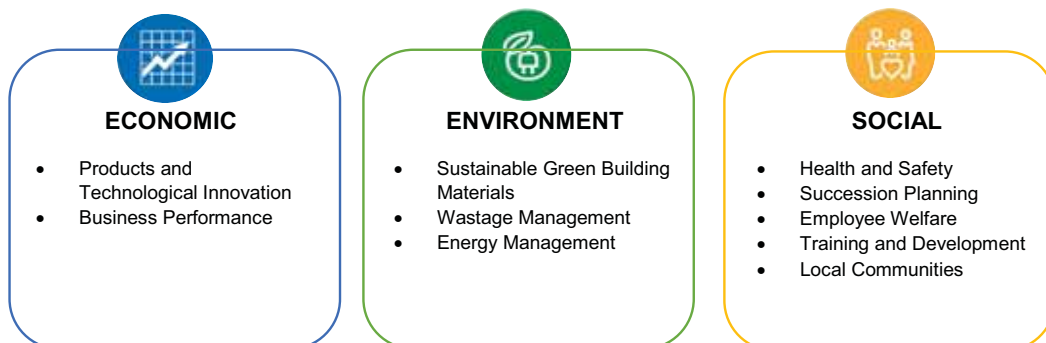 ECONOMIC
• Products and
Technological Innovation
• Business Performance
ENVIRONMENT
• Sustainable Green Building
Materials
• Wastage Management
• Energy Management
SOCIAL
• Health and Safety
• Succession Planning
• Employee Welfare
• Training and Development
• Local Communities